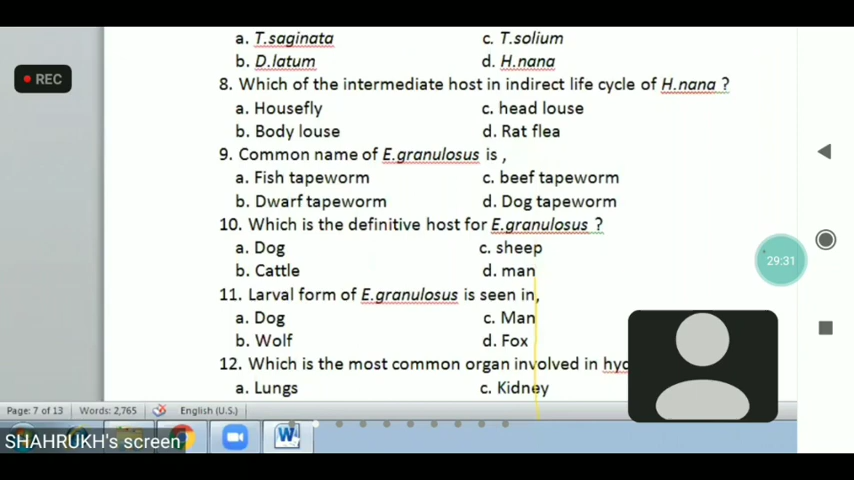 a. T.saginata c. T.solium
b. D.latum d. H.nana
REC
8. Which of the intermediate host in indirect life cycle of H.nana ?
a. Housefly c. head louse
b. Body louse d. Rat flea
9. Common name of E.granulosus is ,
a. Fish tapeworm c. beef tapeworm
b. Dwarf tapeworm d. Dog tapeworm
10. Which is the definitive host for E.granulosus ?
a. Dog c. sheep
b. Cattle d. man
29:31
11. Larval form of E.granulosus is seen in,
a. Dog c. Man
b. Wolf d. Fox
12. Which is the most common organ involved in hyd
a. Lungs c. Kidney
Page: 7 of 13 Words: 2,765 English (U.S.)
SHAHRUKH's screen